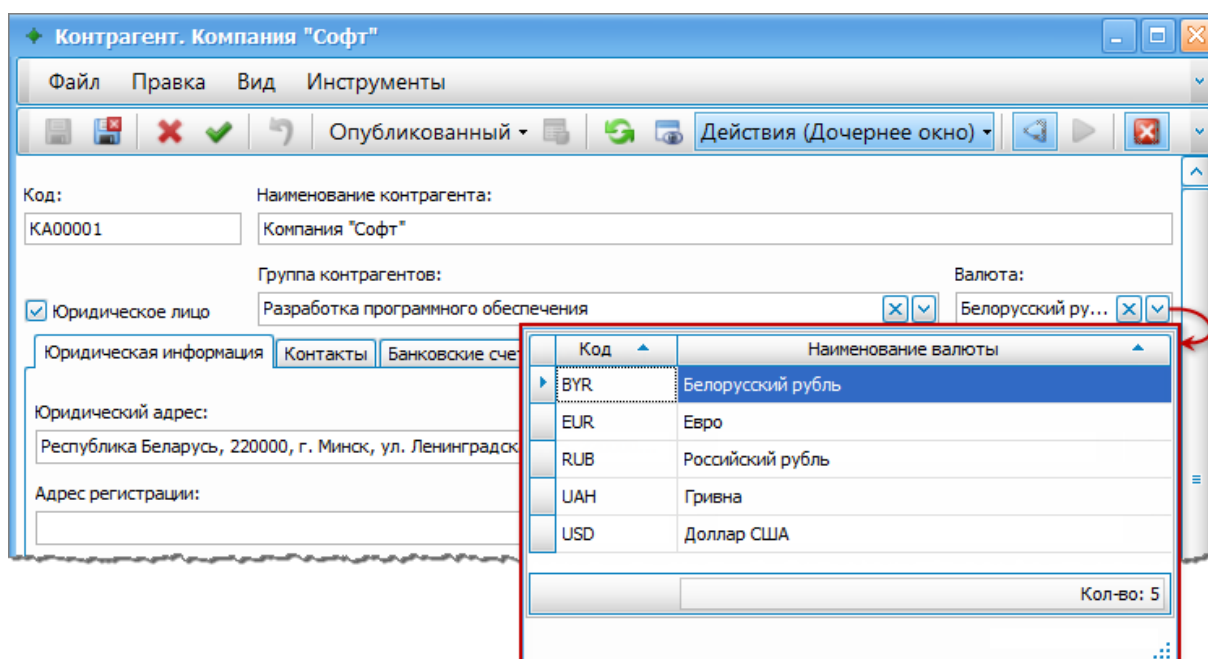 Контрагент. Компания "Софт"
Файл Правка Вид Инструменты
Опубликованный Действия (Дочернее окно)
Код: Наименование контрагента:
КА00001 Компания "Софт"
Группа контрагентов: Валюта:
Юридическое лицо Разработка программного обеспечения Белорусский ру...
Юридическая информация Контакты Банковские сче
Юридический адрес:
Республика Беларусь, 220000, г. Минск, ул. Ленинградск
Адрес регистрации:
Код Наименование валюты
BYR Белорусский рубль
EUR Евро
RUB Российский рубль
UAH Гривна
USD Доллар США
Кол-во: 5